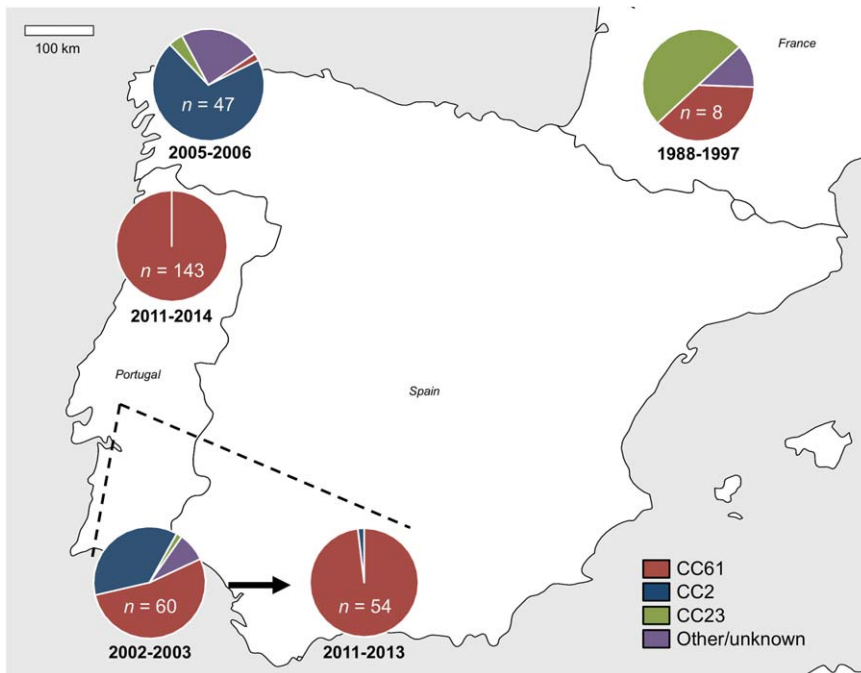 100 km
France
n = 47
n = 8
2005-2006
1988-1997
n = 143
2011-2014
Portugal
Spain
n = 60
n = 54
2002-2003
2011-2013
CC61
CC2
CC23
Other/unknown